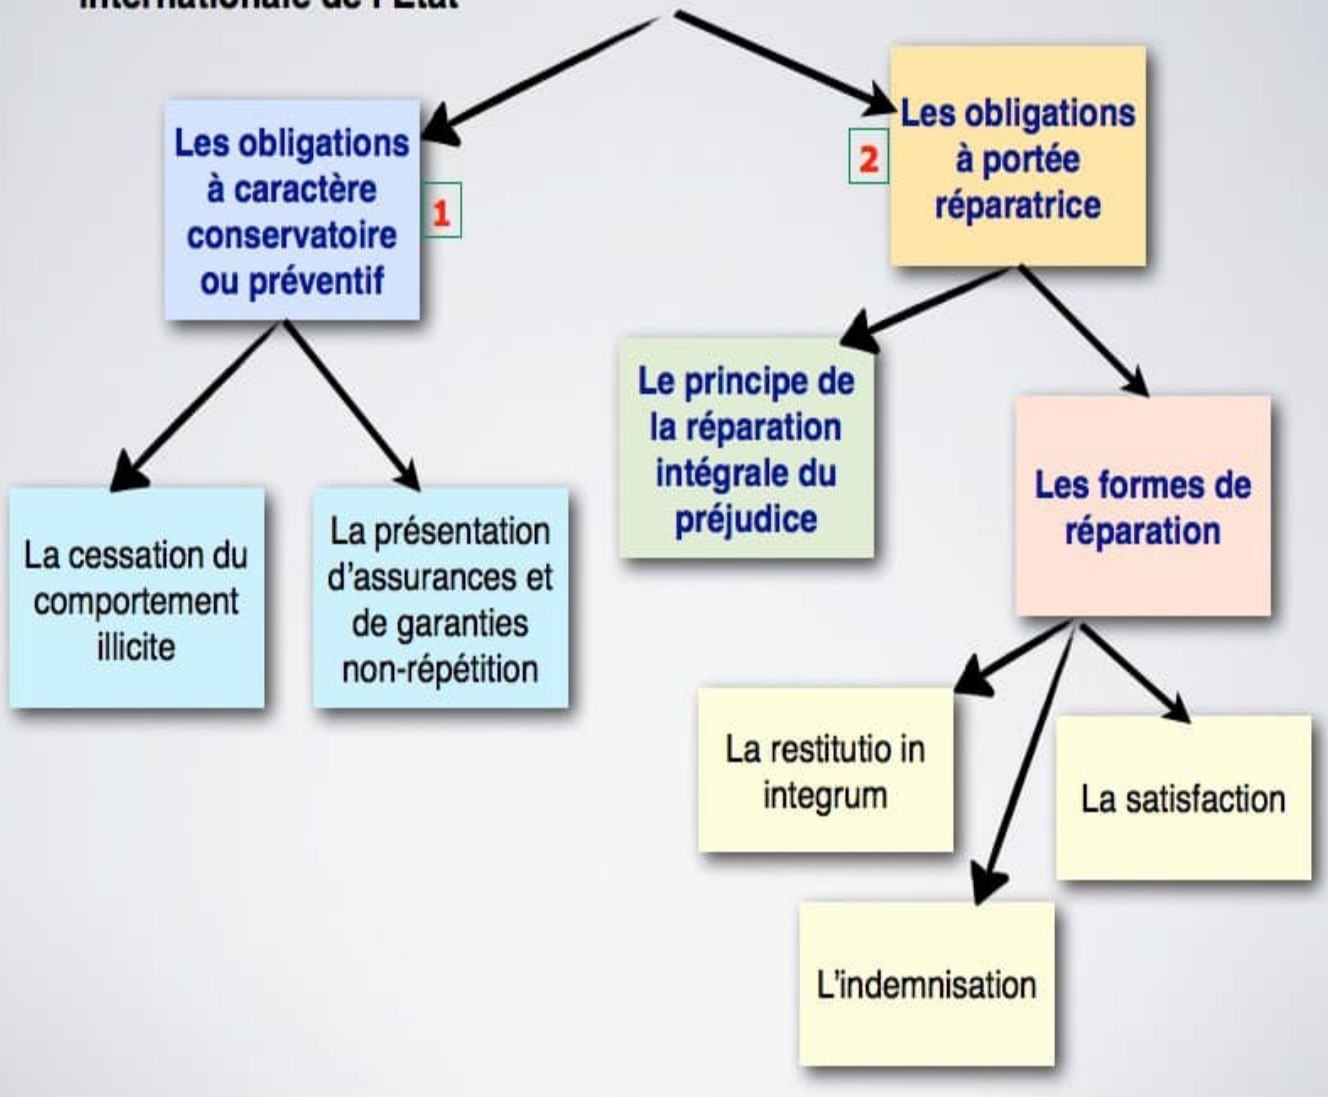 internationale de l'Etat
Les obligations
à caractère
conservatoire
ou préventif
1
2
Les obligations
à portée
réparatrice
La cessation du
comportement
illicite
La présentation
d'assurances et
de garanties
non-répétition
Le principe de
la réparation
intégrale du
préjudice
Les formes de
réparation
La restitutio in
integrum
La satisfaction
L'indemnisation